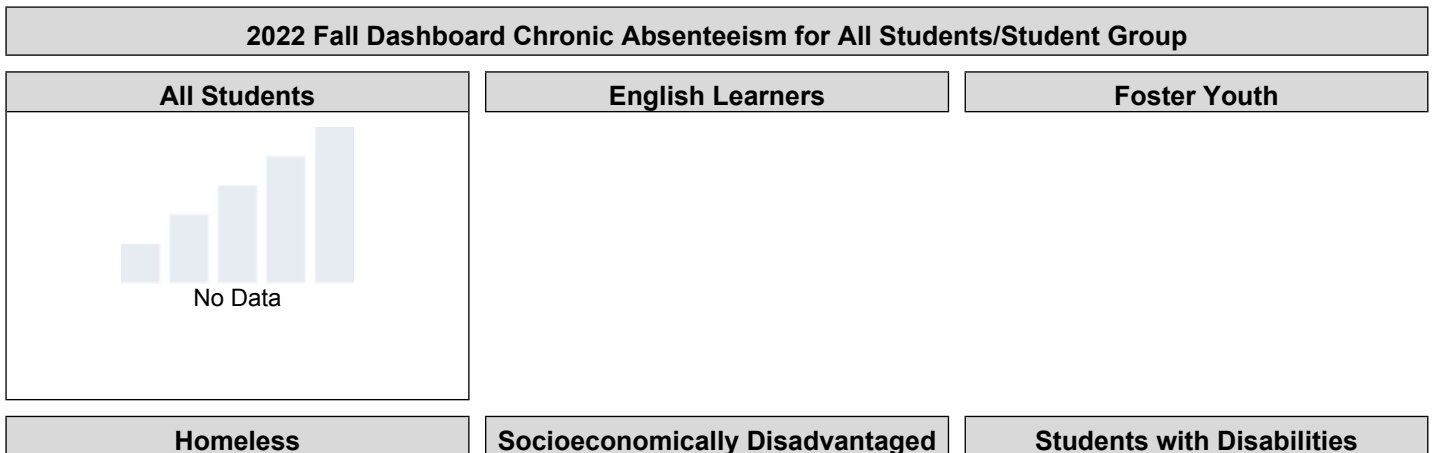 2022 Fall Dashboard Chronic Absenteeism for All Students/Student Group
All Students
English Learners
Foster Youth
No Data
Homeless
Socioeconomically Disadvantaged
Students with Disabilities